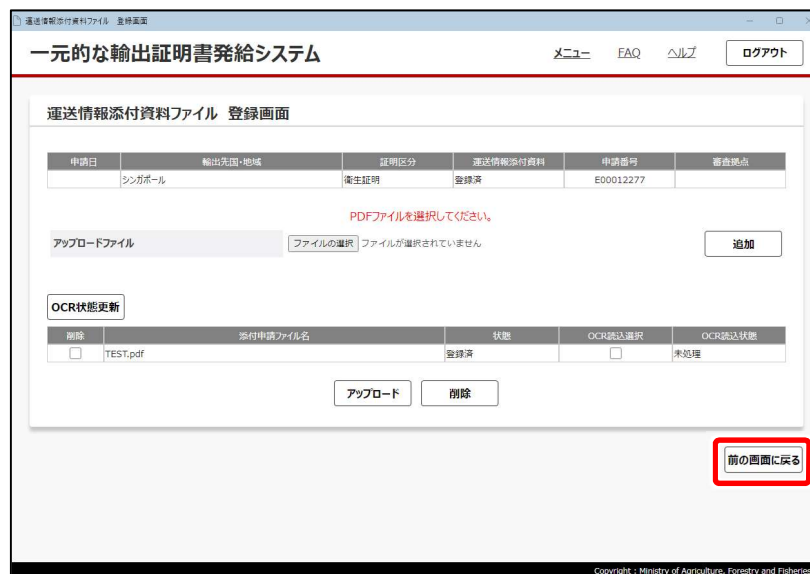 運送情報添付資料ファイル 登録画面
一元的な輸出証明書発給システム メニュー FAQ ヘルプ ログアウト
運送情報添付資料ファイル 登録画面
申請日 輸出先国・地域 証明区分 運送情報添付資料 申請番号 審査拠点
シンガポール 衛生証明 登録済 E00012277
PDFファイルを選択してください。
アップロードファイル ファイルの選択 ファイルが選択されていません 追加
OCR状態更新
削除 添付申請ファイル名 状態 OCR読込選択 OCR読込状態
TEST.pdf 登録済 未処理
アップロード 削除
前の画面に戻る
Copyright : Ministry of Agriculture, Forestry and Fisheries